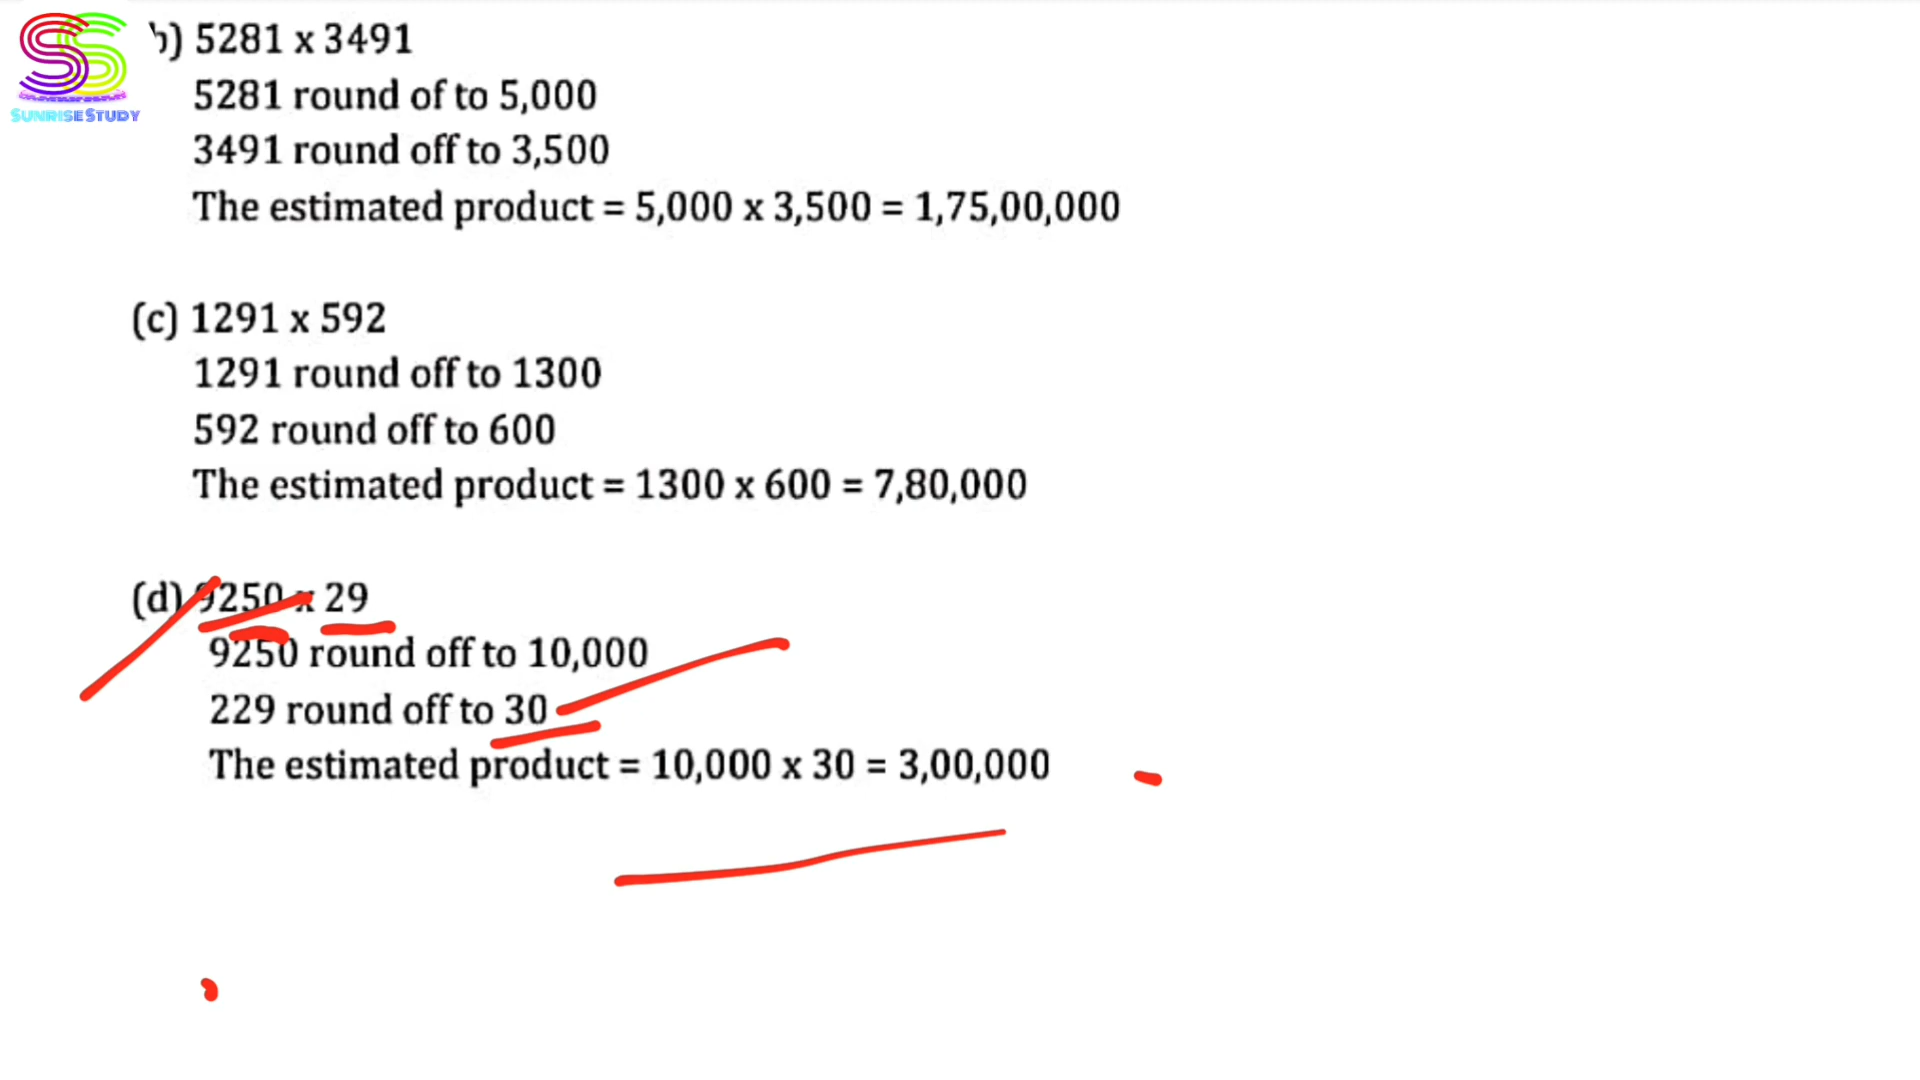 SUNRISE STUDY
b) 5281 x 3491
5281 round of to 5,000
3491 round off to 3,500
The estimated product = 5,000 x 3,500 = 1,75,00,000
(c) 1291 x 592
1291 round off to 1300
592 round off to 600
The estimated product = 1300 x 600 = 7,80,000
(d) 9250 x 29
9250 round off to 10,000
229 round off to 30
The estimated product = 10,000 x 30 = 3,00,000